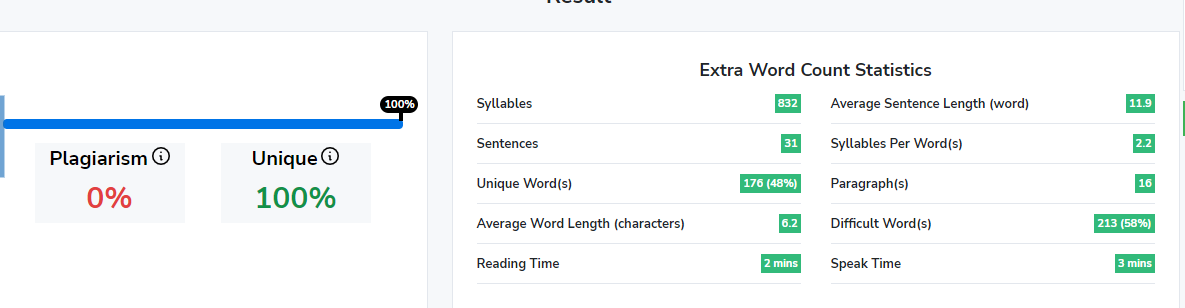 Result
100%
Plagiarism
0%
Unique
100%
Extra Word Count Statistics
Syllables 832
Average Sentence Length (word) 11.9
Sentences 31
Syllables Per Word(s) 2.2
Unique Word(s) 176 (48%)
Paragraph(s) 16
Average Word Length (characters) 6.2
Difficult Word(s) 213 (58%)
Reading Time 2 mins
Speak Time 3 mins